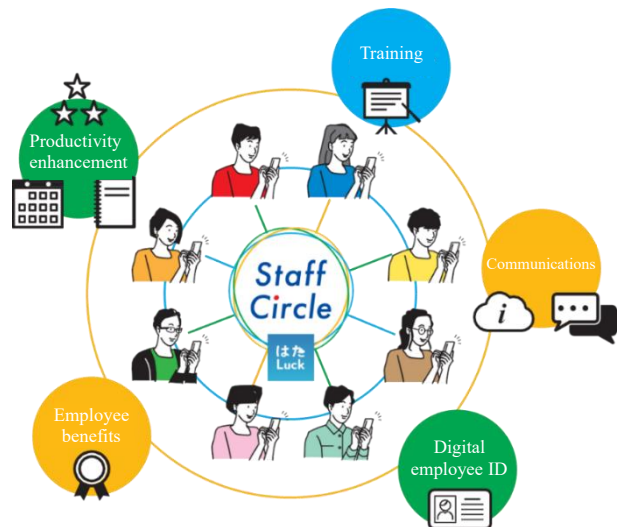 Training
Productivity
enhancement
Communications
Staff
Circle
はた
Luck
Employee
benefits
Digital
employee ID
i